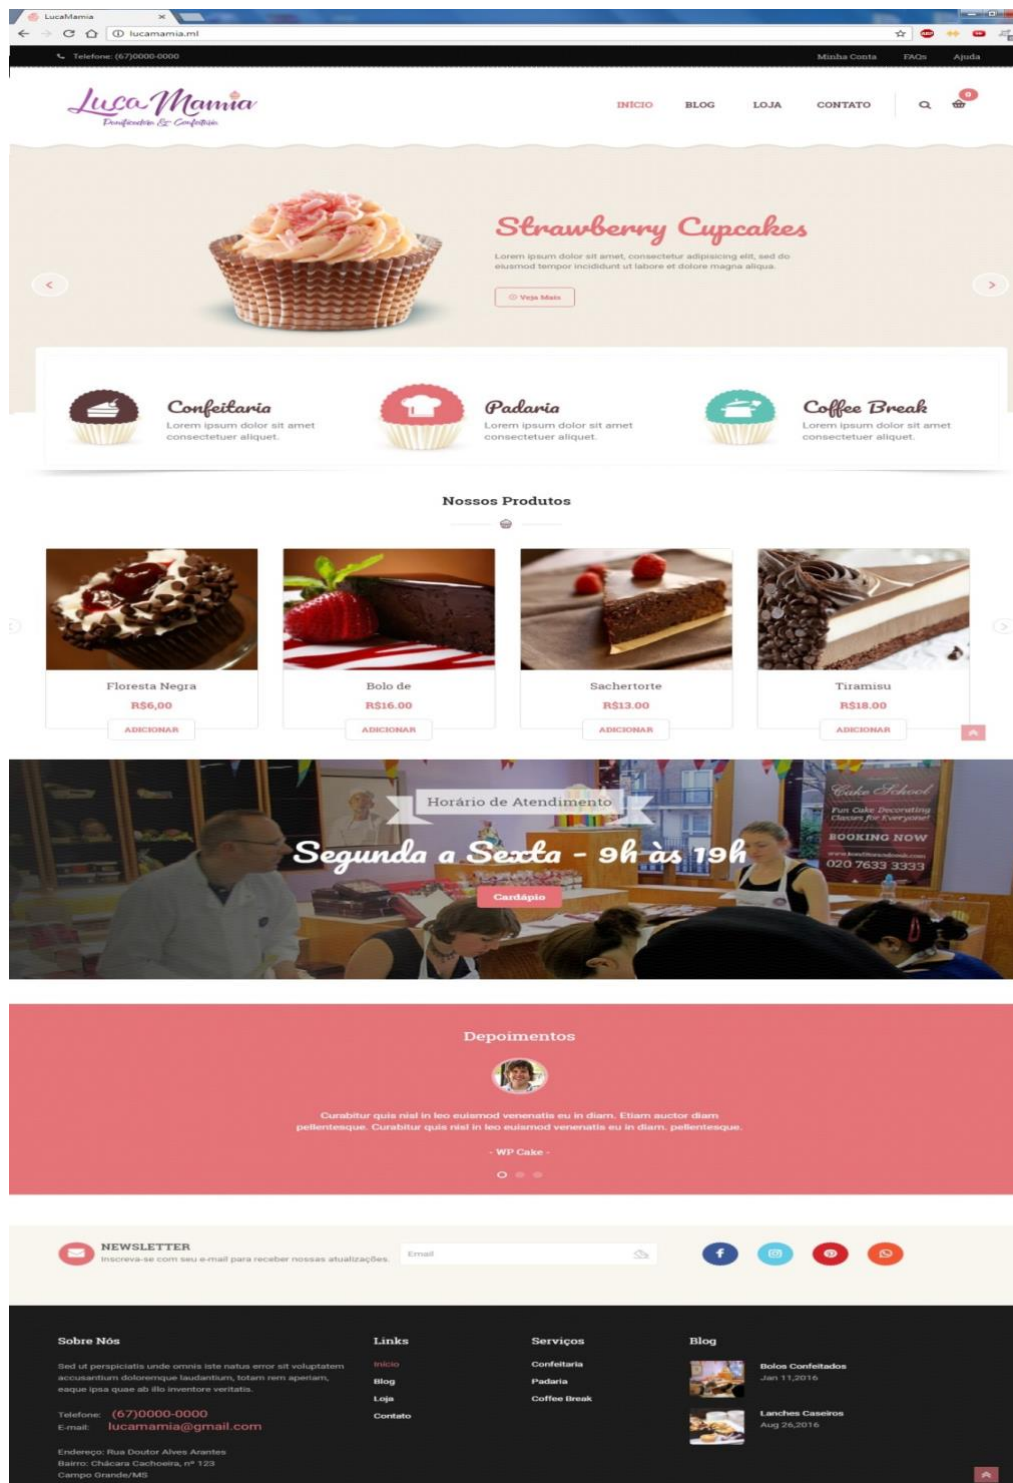 LucaMamia
lucamamia.ml
Telefone: (67)0000-0000
Minha Conta FAQs Ajuda
Luca Mamia
Panificadora & Confeitaria
INÍCIO BLOG LOJA CONTATO
0
Strawberry Cupcakes
Lorem ipsum dolor sit amet, consectetur adipisicing elit, sed do
eiusmod tempor incididunt ut labore et dolore magna aliqua.
Veja Mais
Confeitaria
Lorem ipsum dolor sit amet
consectetuer aliquet.
Padaria
Lorem ipsum dolor sit amet
consectetuer aliquet.
Coffee Break
Lorem ipsum dolor sit amet
consectetuer aliquet.
Nossos Produtos
Floresta Negra
R$6,00
ADICIONAR
Bolo de
R$16.00
ADICIONAR
Sachertorte
R$13.00
ADICIONAR
Tiramisu
R$18.00
ADICIONAR
Horário de Atendimento
Segunda a Sexta - 9h às 19h
Cardápio
Cake School
Fun Cake Decorating
Classes for Everyone!
BOOKING NOW
020 7633 3333
Depoimentos
Curabitur quis nisl in leo euismod venenatis eu in diam. Etiam auctor diam
pellentesque. Curabitur quis nisl in leo euismod venenatis eu in diam. pellentesque.
- WP Cake -
NEWSLETTER
Inscreva-se com seu e-mail para receber nossas atualizações.
Email
Sobre Nós
Sed ut perspiciatis unde omnis iste natus error sit voluptatem
accusantium doloremque laudantium, totam rem aperiam,
eaque ipsa quae ab illo inventore veritatis.
Telefone: (67)0000-0000
E-mail: lucamamia@gmail.com
Endereço: Rua Doutor Alves Arantes
Bairro: Chácara Cachoeira, nº 123
Campo Grande/MS
Links
Início
Blog
Loja
Contato
Serviços
Confeitaria
Padaria
Coffee Break
Blog
Bolos Confeitados
Jan 11,2016
Lanches Caseiros
Aug 26,2016